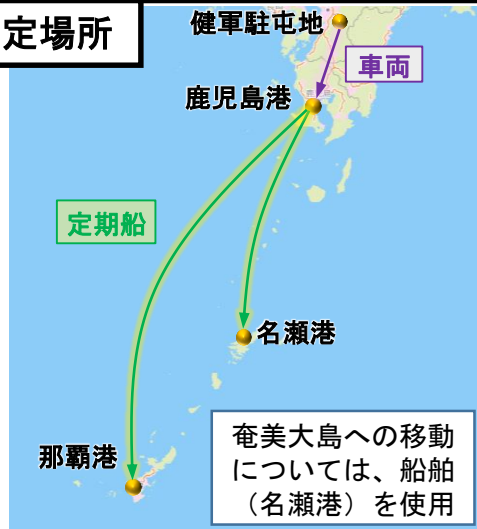 定場所
健軍駐屯地
車両
鹿児島港
定期船
名瀬港
那覇港
奄美大島への移動
については、船舶
（名瀬港）を使用